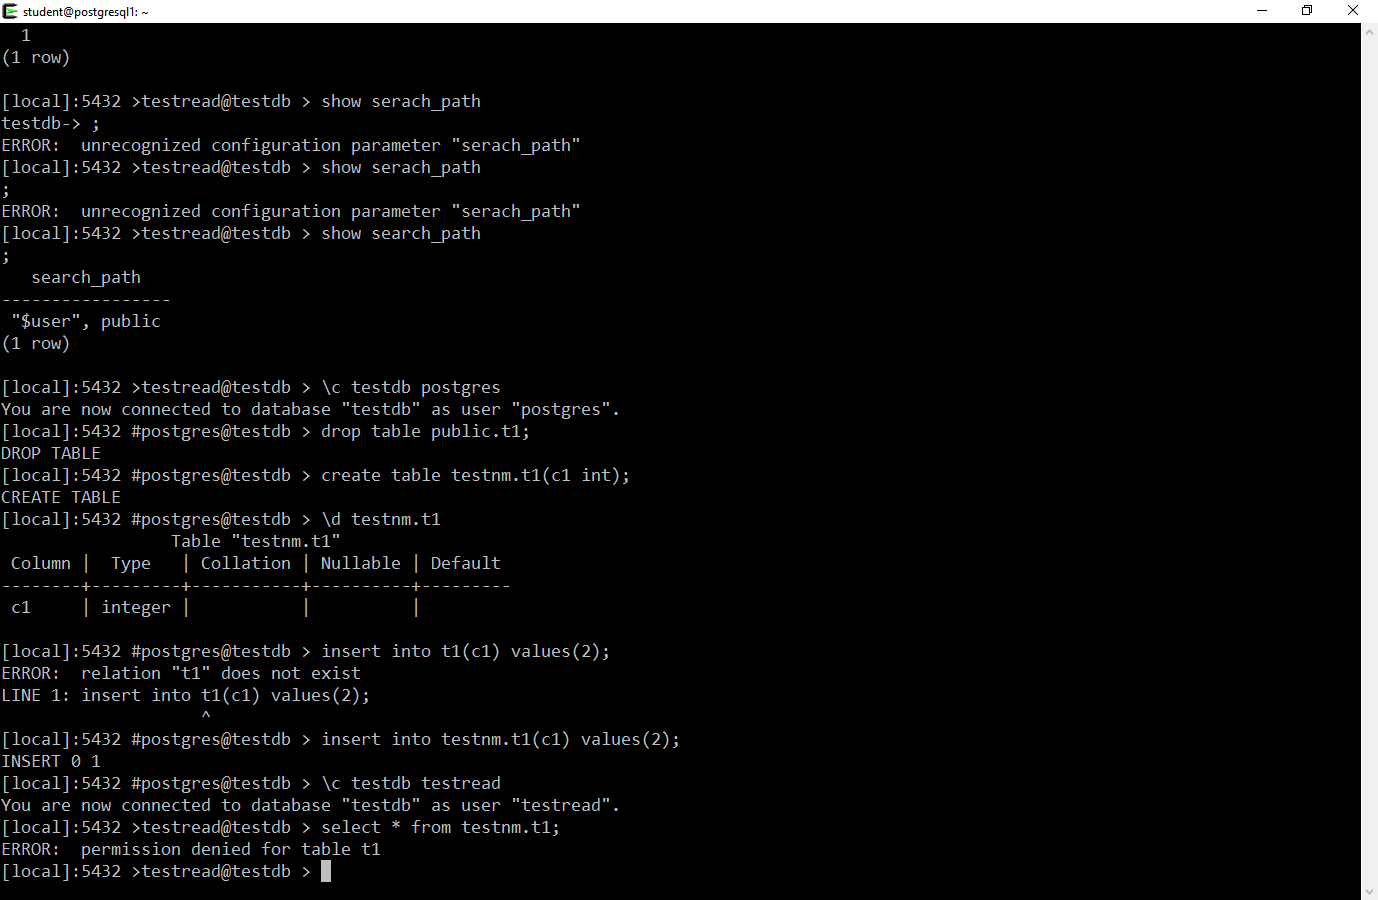 student@postgresql1: ~
1
(1 row)
[local]:5432 >testread@testdb > show serach_path
testdb-> ;
ERROR:  unrecognized configuration parameter "serach_path"
[local]:5432 >testread@testdb > show serach_path
;
ERROR:  unrecognized configuration parameter "serach_path"
[local]:5432 >testread@testdb > show search_path
;
   search_path
-----------------
 "$user", public
(1 row)
[local]:5432 >testread@testdb > \c testdb postgres
You are now connected to database "testdb" as user "postgres".
[local]:5432 #postgres@testdb > drop table public.t1;
DROP TABLE
[local]:5432 #postgres@testdb > create table testnm.t1(c1 int);
CREATE TABLE
[local]:5432 #postgres@testdb > \d testnm.t1
                 Table "testnm.t1"
 Column |  Type   | Collation | Nullable | Default
--------+---------+-----------+----------+---------
 c1     | integer |           |          |
[local]:5432 #postgres@testdb > insert into t1(c1) values(2);
ERROR:  relation "t1" does not exist
LINE 1: insert into t1(c1) values(2);
                    ^
[local]:5432 #postgres@testdb > insert into testnm.t1(c1) values(2);
INSERT 0 1
[local]:5432 #postgres@testdb > \c testdb testread
You are now connected to database "testdb" as user "testread".
[local]:5432 >testread@testdb > select * from testnm.t1;
ERROR:  permission denied for table t1
[local]:5432 >testread@testdb >